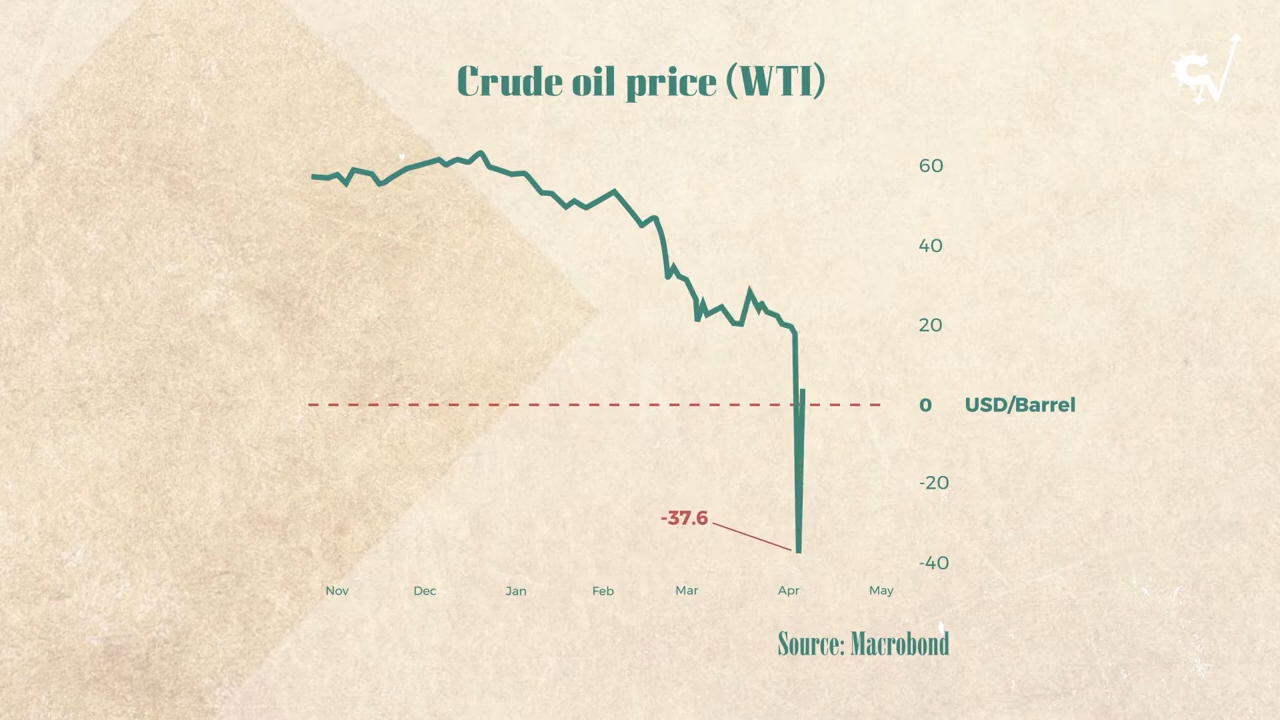 Crude oil price (WTI)
60
40
20
0 USD/Barrel
-20
-37.6
-40
Nov Dec Jan Feb Mar Apr May
Source: Macrobond